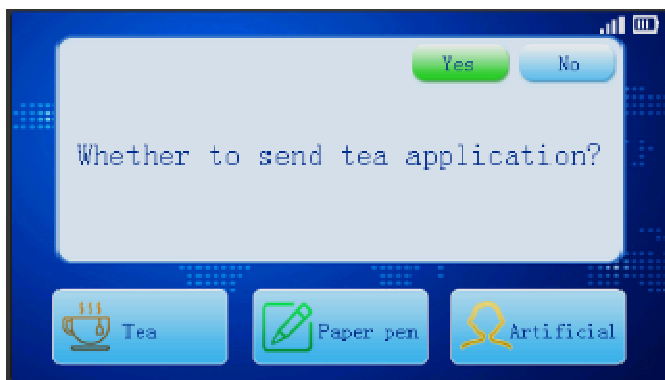 Yes No
Whether to send tea application?
Tea Paper pen Artificial